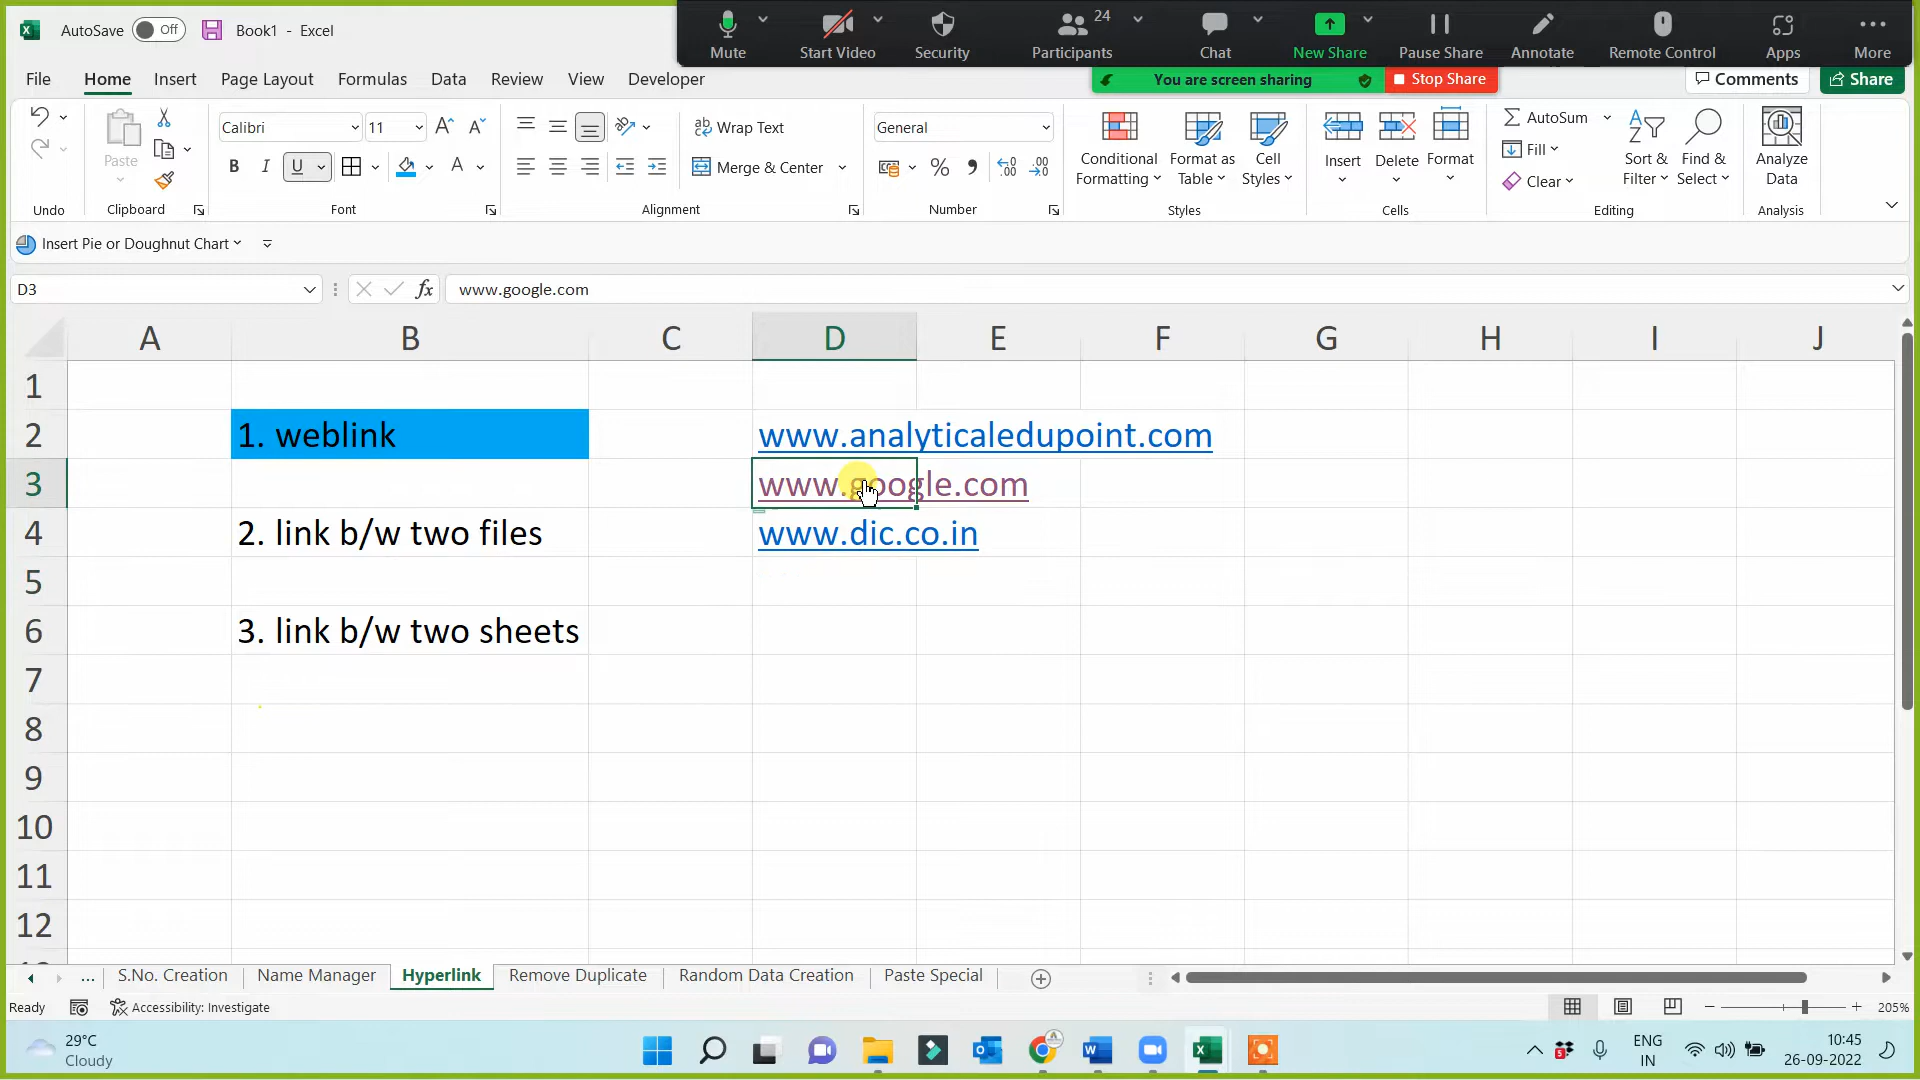 AutoSave Off Book1 - Excel
Mute Start Video Security Participants 24 Chat New Share Pause Share Annotate Remote Control Apps More
You are screen sharing Stop Share
File Home Insert Page Layout Formulas Data Review View Developer Comments Share
Paste Calibri 11 Wrap Text General
B I U A Merge & Center % Conditional Formatting Format as Table Cell Styles Insert Delete Format
AutoSum Fill Clear Sort & Filter Find & Select Analyze Data
Undo Clipboard Font Alignment Number Styles Cells Editing Analysis
Insert Pie or Doughnut Chart
D3 fx www.google.com
A B C D E F G H I J
1
2 1. weblink www.analyticaledupoint.com
3 www.google.com
4 2. link b/w two files www.dic.co.in
5
6 3. link b/w two sheets
7
8
9
10
11
12
... S.No. Creation Name Manager Hyperlink Remove Duplicate Random Data Creation Paste Special
Ready Accessibility: Investigate 205%
29°C
Cloudy
ENG
IN
10:45
26-09-2022